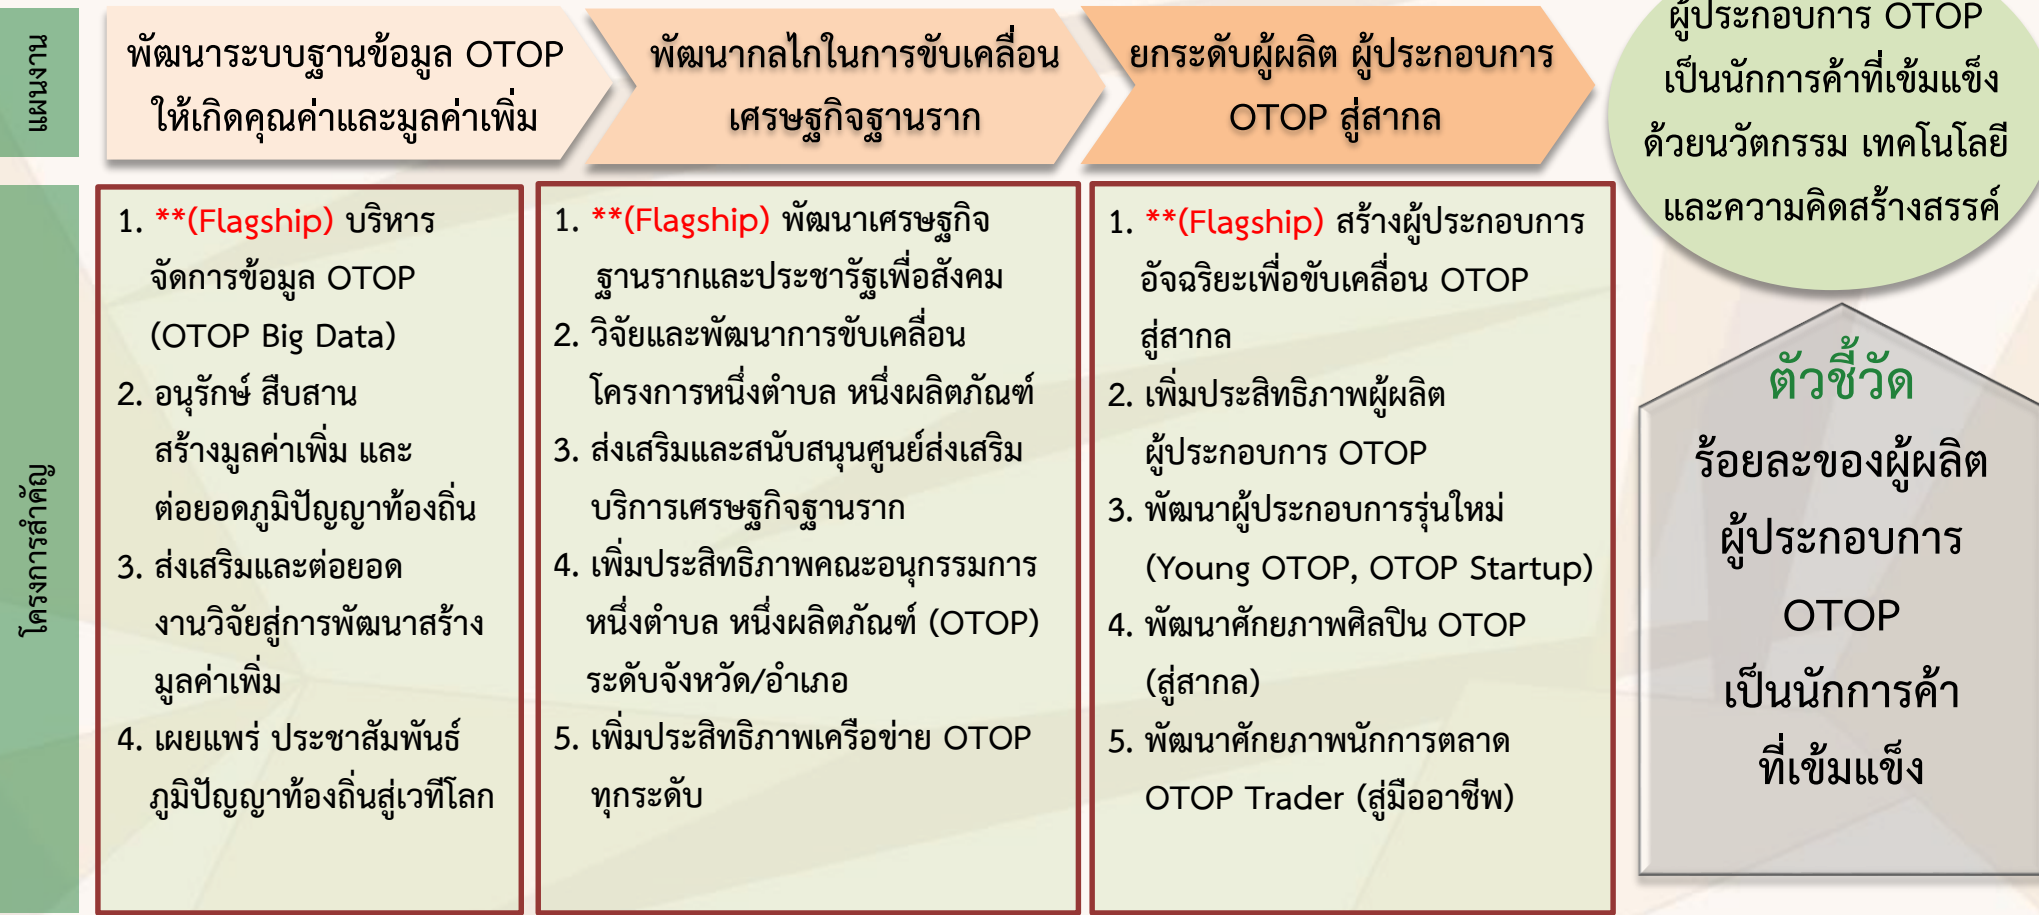 แผนงาน
พัฒนาระบบฐานข้อมูล OTOP
ให้เกิดคุณค่าและมูลค่าเพิ่ม
พัฒนากลไกในการขับเคลื่อน
เศรษฐกิจฐานราก
ยกระดับผู้ผลิต ผู้ประกอบการ
OTOP สู่สากล
ผู้ประกอบการ OTOP
เป็นนักการค้าที่เข้มแข็ง
ด้วยนวัตกรรม เทคโนโลยี
และความคิดสร้างสรรค์
โครงการสำคัญ
1. **(Flagship) บริหาร
จัดการข้อมูล OTOP
(OTOP Big Data)
2. อนุรักษ์ สืบสาน
สร้างมูลค่าเพิ่ม และ
ต่อยอดภูมิปัญญาท้องถิ่น
3. ส่งเสริมและต่อยอด
งานวิจัยสู่การพัฒนาสร้าง
มูลค่าเพิ่ม
4. เผยแพร่ ประชาสัมพันธ์
ภูมิปัญญาท้องถิ่นสู่เวทีโลก
1. **(Flagship) พัฒนาเศรษฐกิจ
ฐานรากและประชารัฐเพื่อสังคม
2. วิจัยและพัฒนาการขับเคลื่อน
โครงการหนึ่งตำบล หนึ่งผลิตภัณฑ์
3. ส่งเสริมและสนับสนุนศูนย์ส่งเสริม
บริการเศรษฐกิจฐานราก
4. เพิ่มประสิทธิภาพคณะอนุกรรมการ
หนึ่งตำบล หนึ่งผลิตภัณฑ์ (OTOP)
ระดับจังหวัด/อำเภอ
5. เพิ่มประสิทธิภาพเครือข่าย OTOP
ทุกระดับ
1. **(Flagship) สร้างผู้ประกอบการ
อัจฉริยะเพื่อขับเคลื่อน OTOP
สู่สากล
2. เพิ่มประสิทธิภาพผู้ผลิต
ผู้ประกอบการ OTOP
3. พัฒนาผู้ประกอบการรุ่นใหม่
(Young OTOP, OTOP Startup)
4. พัฒนาศักยภาพศิลปิน OTOP
(สู่สากล)
5. พัฒนาศักยภาพนักการตลาด
OTOP Trader (สู่มืออาชีพ)
ตัวชี้วัด
ร้อยละของผู้ผลิต
ผู้ประกอบการ
OTOP
เป็นนักการค้า
ที่เข้มแข็ง